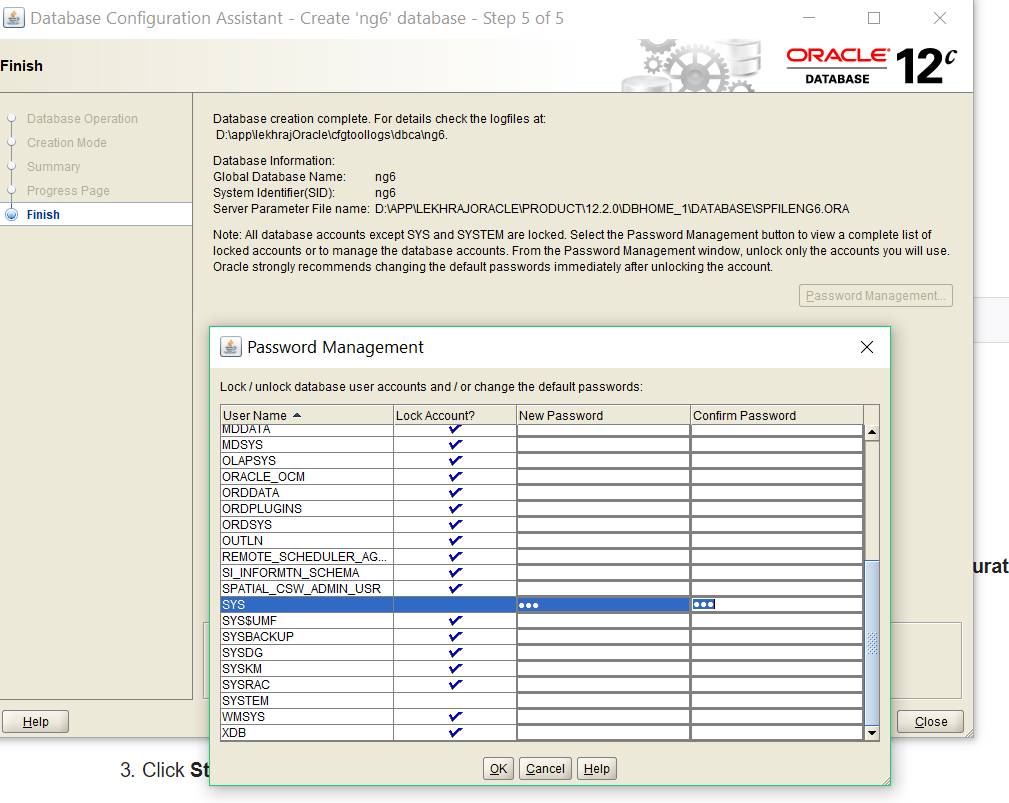 Database Configuration Assistant - Create 'ng6' database - Step 5 of 5
Finish
ORACLE® 12c
DATABASE
Database Operation
Creation Mode
Summary
Progress Page
Finish
Database creation complete. For details check the logfiles at:
D:\app\lekhrajOracle\cfgtoollogs\dbca\ng6.
Database Information:
Global Database Name: ng6
System Identifier(SID): ng6
Server Parameter File name: D:\APP\LEKHRAJORACLE\PRODUCT\12.2.0\DBHOME_1\DATABASE\SPFILENG6.ORA
Note: All database accounts except SYS and SYSTEM are locked. Select the Password Management button to view a complete list of
locked accounts or to manage the database accounts. From the Password Management window, unlock only the accounts you will use.
Oracle strongly recommends changing the default passwords immediately after unlocking the account.
Password Management...
Password Management
Lock / unlock database user accounts and / or change the default passwords:
User Name Lock Account? New Password Confirm Password
MDDATA
MDSYS
OLAPSYS
ORACLE_OCM
ORDDATA
ORDPLUGINS
ORDSYS
OUTLN
REMOTE_SCHEDULER_AG...
SI_INFORMTN_SCHEMA
SPATIAL_CSW_ADMIN_USR
SYS ••• •••
SYS$UMF
SYSBACKUP
SYSDG
SYSKM
SYSRAC
SYSTEM
WMSYS
XDB
OK Cancel Help
Help
Close
urat
3. Click St